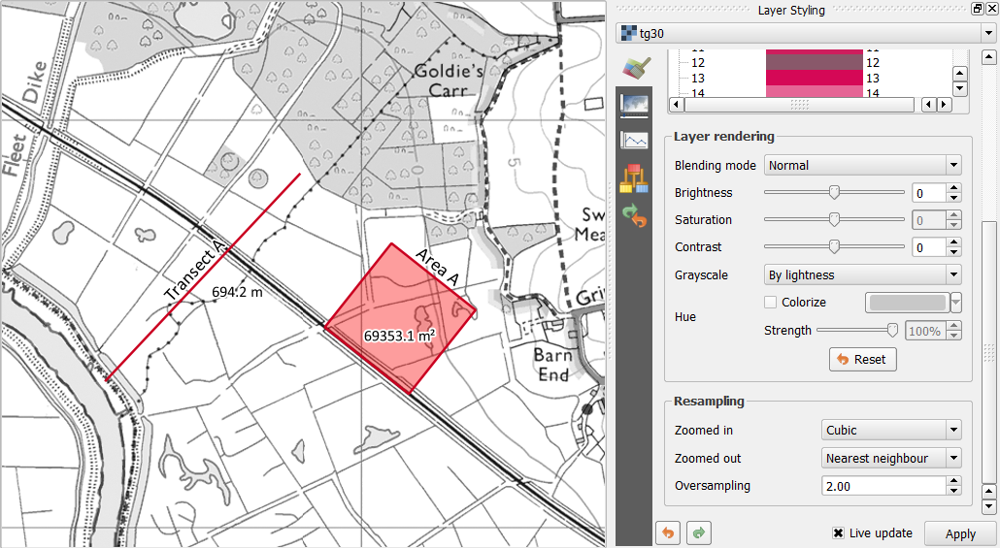 Goldie's
Carr
Fleet Dike
5
Transect A
694.2 m
Area A
69353.1 m²
Sw
Mea
Gri
Barn
End
Layer Styling
tg30
12
12
13
13
14
14
Layer rendering
Blending mode
Normal
Brightness
0
Saturation
0
Contrast
0
Grayscale
By lightness
Hue
Colorize
Strength
100%
Reset
Resampling
Zoomed in
Cubic
Zoomed out
Nearest neighbour
Oversampling
2.00
Live update
Apply